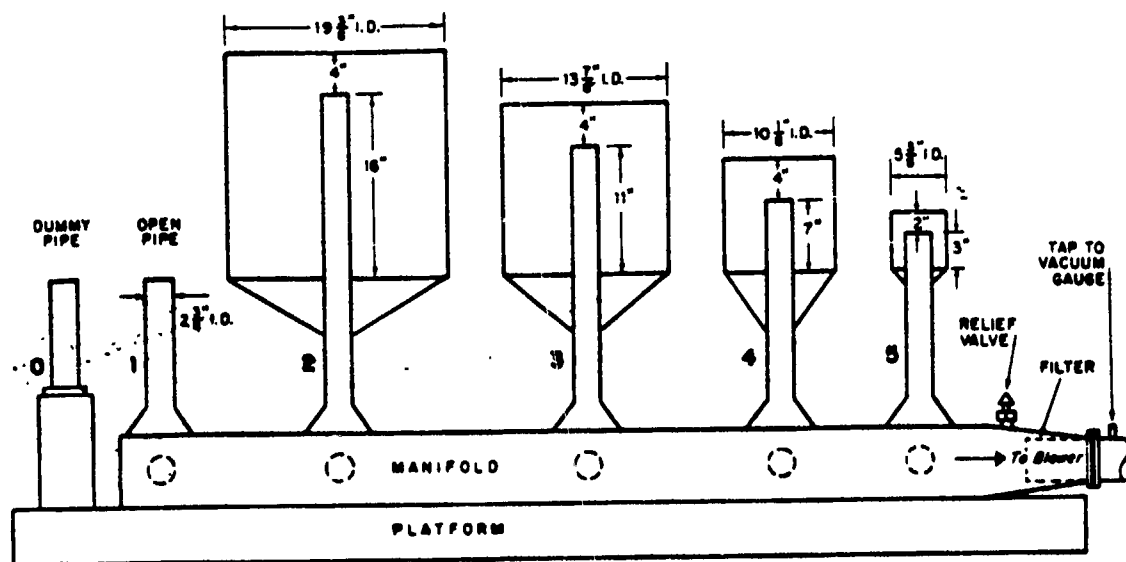 19 3/8" I.D.
13 7/8" I.D.
10 1/8" I.D.
5 3/8" I.D.
4"
4"
4"
2"
16"
11"
7"
3"
DUMMY
PIPE
OPEN
PIPE
TAP TO
VACUUM
GAUGE
2 3/4" I.D.
RELIEF
VALVE
FILTER
0
1
2
3
4
5
MANIFOLD
To Blower
PLATFORM